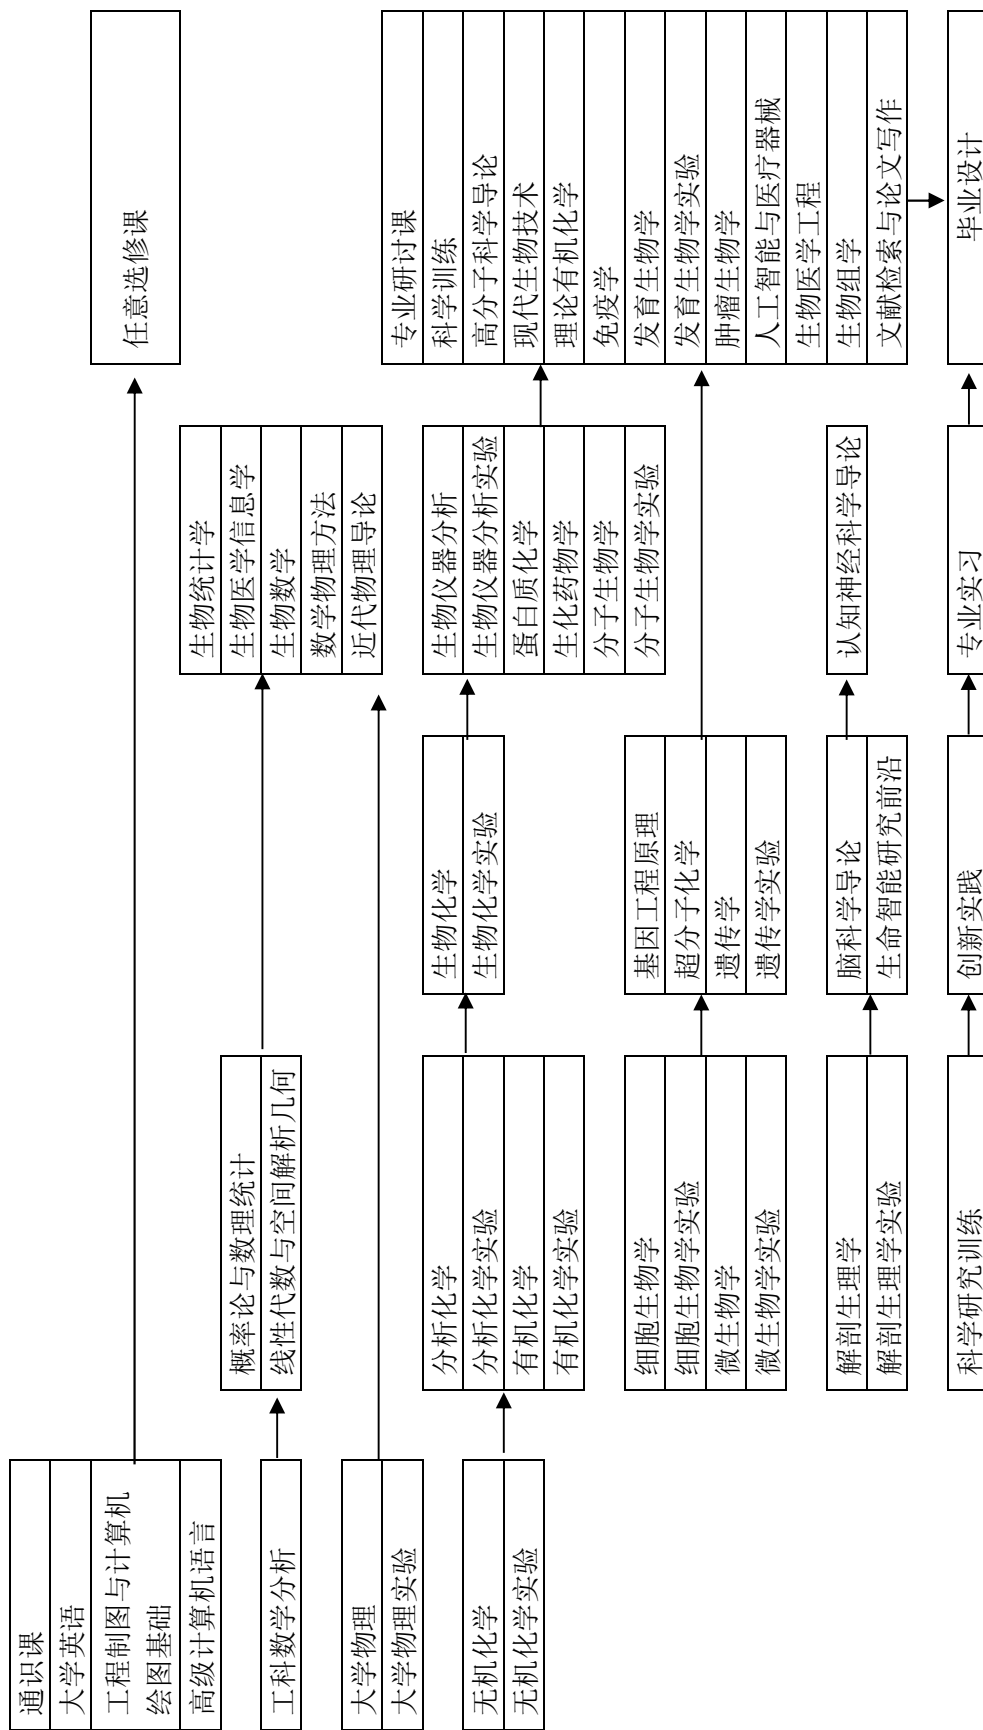 通识课
大学英语
工程制图与计算机
绘图基础
高级计算机语言
工科数学分析
大学物理
大学物理实验
无机化学
无机化学实验
概率论与数理统计
线性代数与空间解析几何
分析化学
分析化学实验
有机化学
有机化学实验
细胞生物学
细胞生物学实验
微生物学
微生物学实验
解剖生理学
解剖生理学实验
科学研究训练
生物化学
生物化学实验
基因工程原理
超分子化学
遗传学
遗传学实验
脑科学导论
生命智能研究前沿
创新实践
生物统计学
生物医学信息学
生物数学
数学物理方法
近代物理导论
生物仪器分析
生物仪器分析实验
蛋白质化学
生化药物学
分子生物学
分子生物学实验
认知神经科学导论
专业实习
任意选修课
专业研讨课
科学训练
高分子科学导论
现代生物技术
理论有机化学
免疫学
发育生物学
发育生物学实验
肿瘤生物学
人工智能与医疗器械
生物医学工程
生物组学
文献检索与论文写作
毕业设计